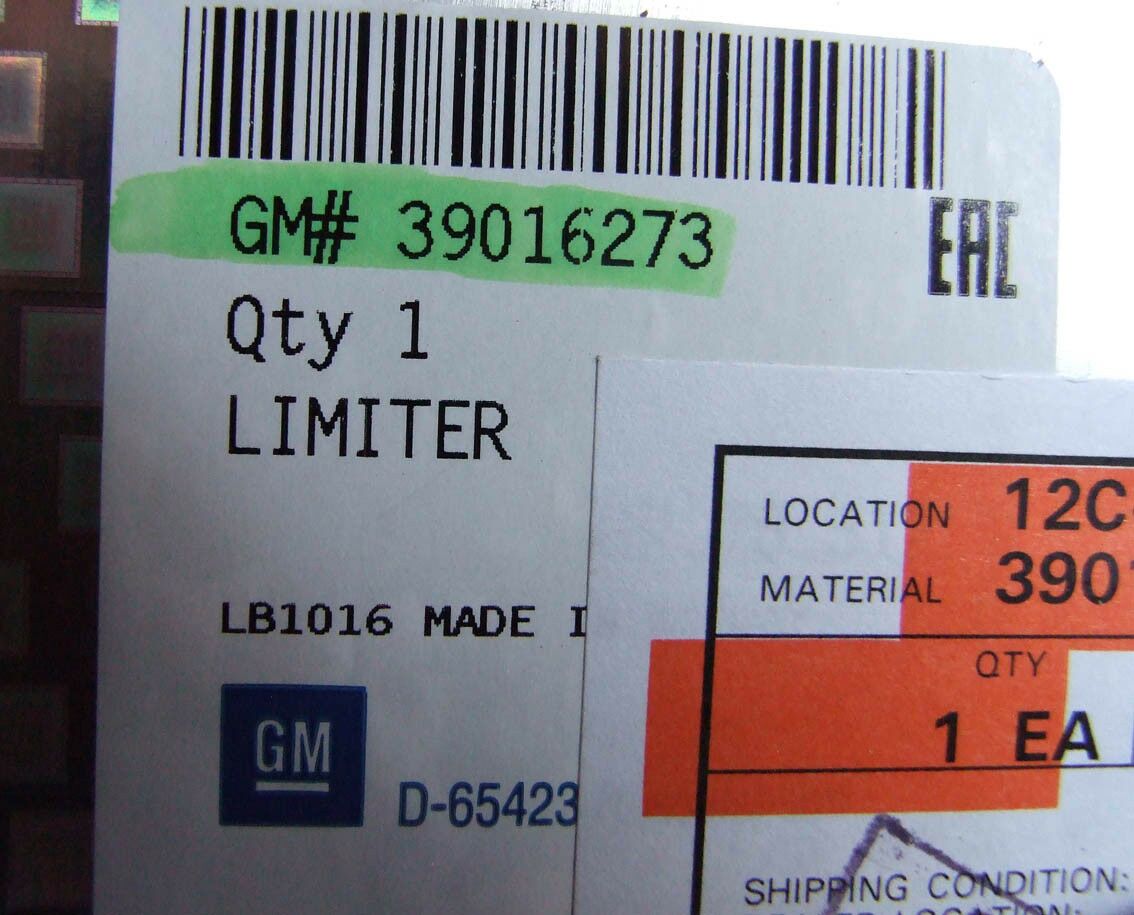 GM# 39016273
EAC
Qty 1
LIMITER
LB1016 MADE I
GM
D-65423
LOCATION 12C
MATERIAL 390
QTY
1 EA
SHIPPING CONDITION:
LOCATION: